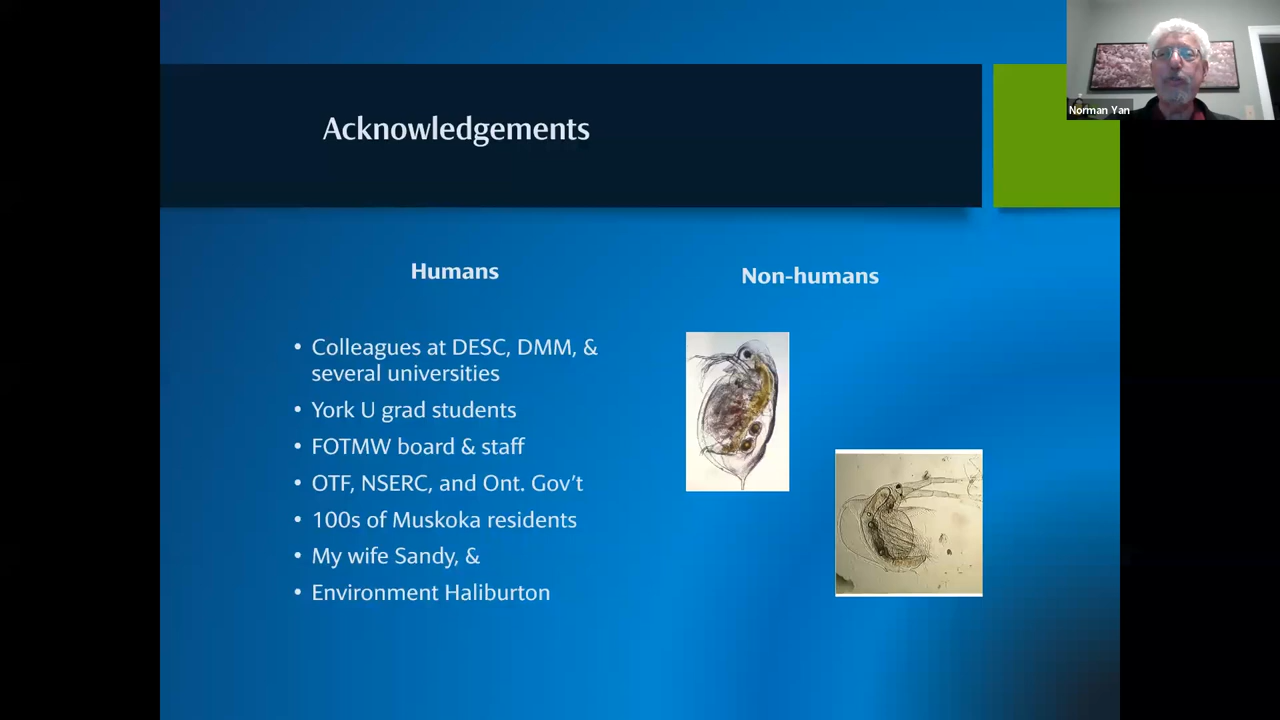 Norman Yan
Acknowledgements
Humans
Non-humans
• Colleagues at DESC, DMM, &
several universities
• York U grad students
• FOTMW board & staff
• OTF, NSERC, and Ont. Gov’t
• 100s of Muskoka residents
• My wife Sandy, &
• Environment Haliburton